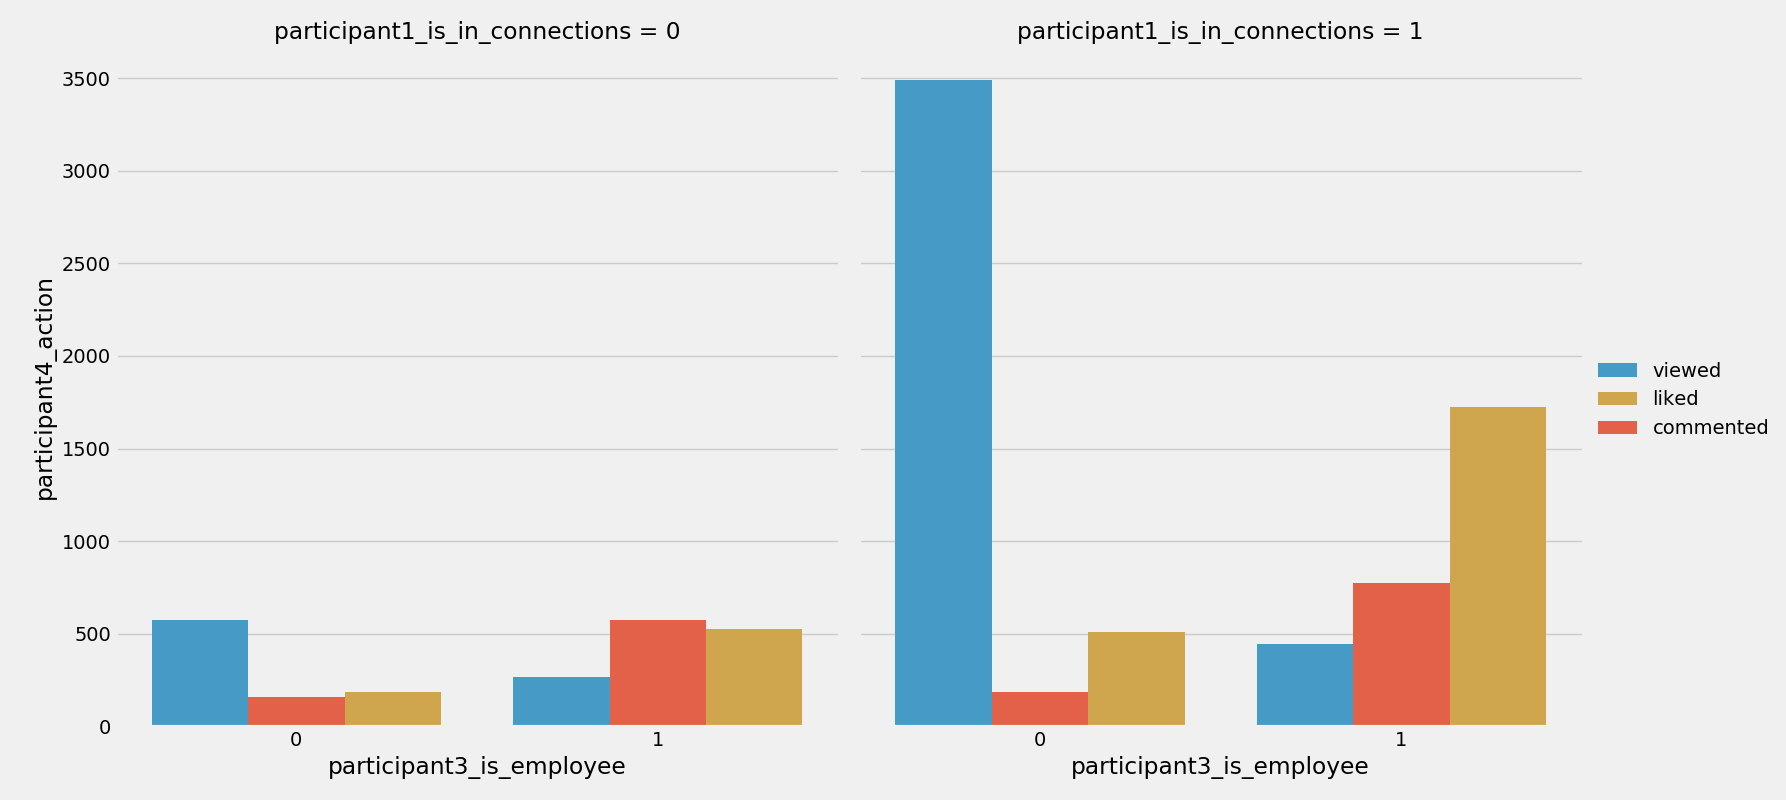 participant1_is_in_connections = 0
participant1_is_in_connections = 1
participant4_action
3500
3000
2500
2000
1500
1000
500
0
0
1
0
1
participant3_is_employee
participant3_is_employee
viewed
liked
commented